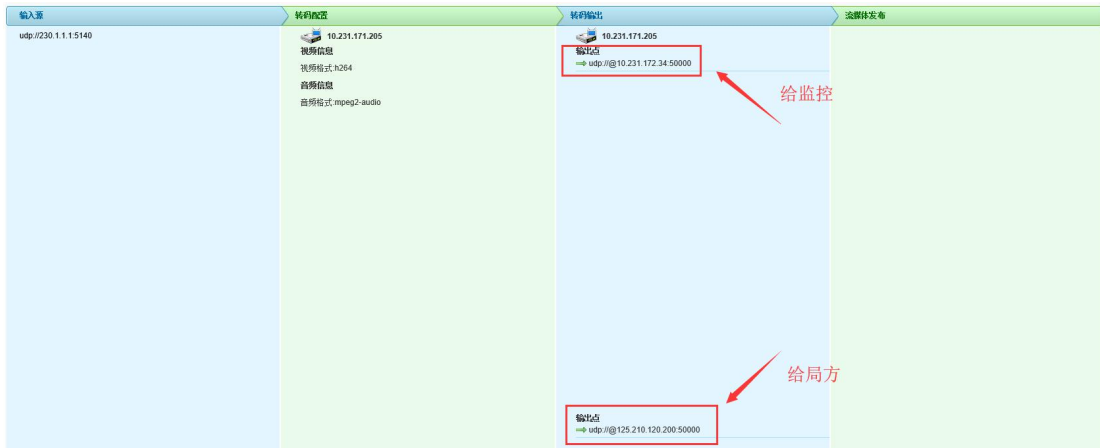 输入源
转码配置
转码输出
流媒体发布
udp://230.1.1.1:5140
10.231.171.205
视频信息
视频格式:h264
音频信息
音频格式:mpeg2-audio
10.231.171.205
输出点
udp://@10.231.172.34:50000
给监控
给局方
输出点
udp://@125.210.120.200:50000